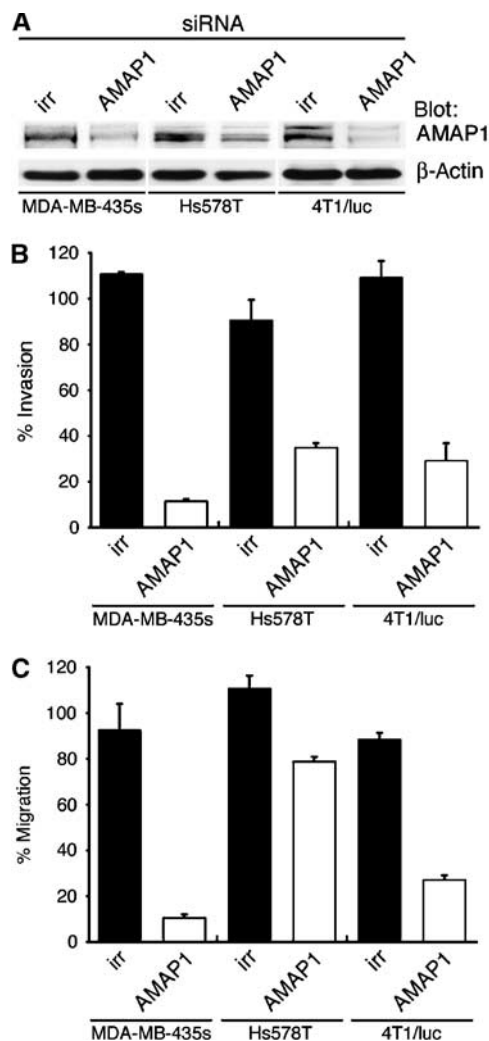 A
siRNA
irr AMAP1 irr AMAP1 irr AMAP1
Blot:
AMAP1
β-Actin
MDA-MB-435s Hs578T 4T1/luc
B
120
100
80
60
40
20
0
% Invasion
irr AMAP1 irr AMAP1 irr AMAP1
MDA-MB-435s Hs578T 4T1/luc
C
120
100
80
60
40
20
0
% Migration
irr AMAP1 irr AMAP1 irr AMAP1
MDA-MB-435s Hs578T 4T1/luc